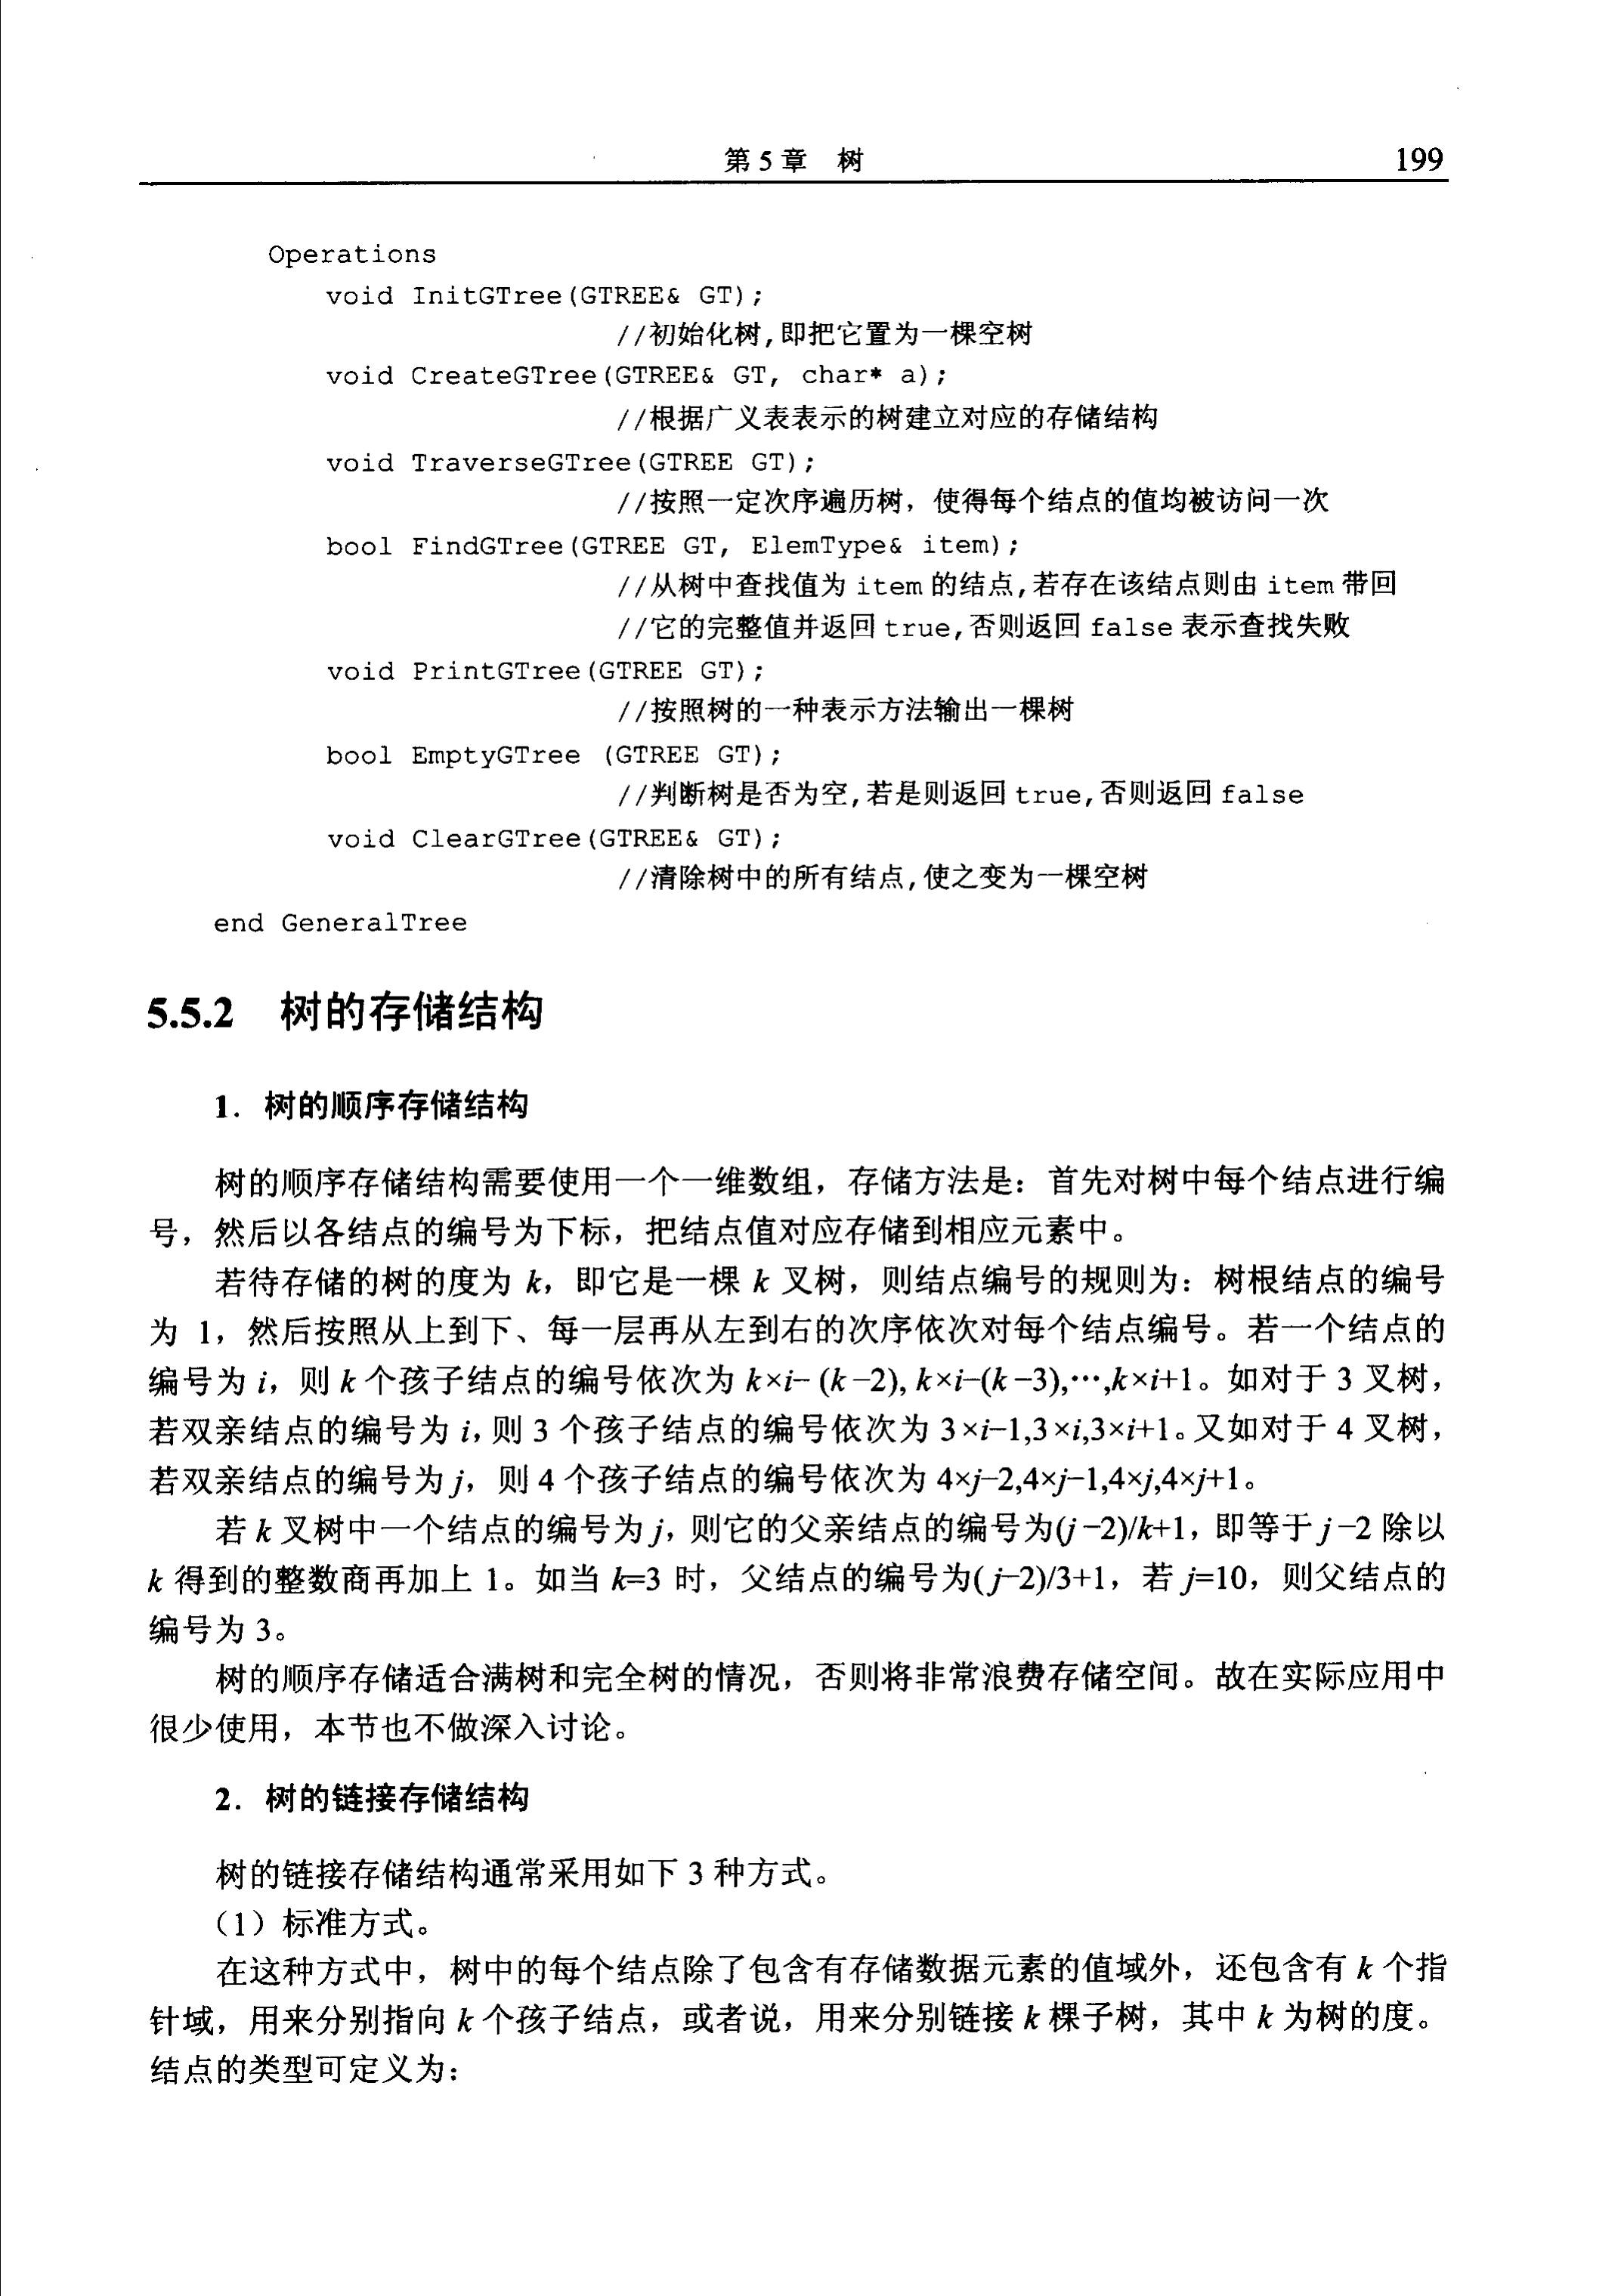 第 5 章　树　199
Operations
void InitGTree(GTREE& GT);
//初始化树,即把它置为一棵空树
void CreateGTree(GTREE& GT, char* a);
//根据广义表表示的树建立对应的存储结构
void TraverseGTree(GTREE GT);
//按照一定次序遍历树，使得每个结点的值均被访问一次
bool FindGTree(GTREE GT, ElemType& item);
//从树中查找值为 item 的结点,若存在该结点则由 item 带回
//它的完整值并返回 true,否则返回 false 表示查找失败
void PrintGTree(GTREE GT);
//按照树的一种表示方法输出一棵树
bool EmptyGTree (GTREE GT);
//判断树是否为空,若是则返回 true,否则返回 false
void ClearGTree(GTREE& GT);
//清除树中的所有结点,使之变为一棵空树
end GeneralTree
5.5.2　树的存储结构
1．树的顺序存储结构
树的顺序存储结构需要使用一个一维数组，存储方法是：首先对树中每个结点进行编
号，然后以各结点的编号为下标，把结点值对应存储到相应元素中。
若待存储的树的度为 k，即它是一棵 k 叉树，则结点编号的规则为：树根结点的编号
为 1，然后按照从上到下、每一层再从左到右的次序依次对每个结点编号。若一个结点的
编号为 i，则 k 个孩子结点的编号依次为 k×i−(k−2), k×i−(k−3),⋯,k×i+1。如对于 3 叉树，
若双亲结点的编号为 i，则 3 个孩子结点的编号依次为 3×i−1,3×i,3×i+1。又如对于 4 叉树，
若双亲结点的编号为 j，则 4 个孩子结点的编号依次为 4×j−2,4×j−1,4×j,4×j+1。
若 k 叉树中一个结点的编号为 j，则它的父亲结点的编号为(j−2)/k+1，即等于 j−2 除以
k 得到的整数商再加上 1。如当 k=3 时，父结点的编号为(j−2)/3+1，若 j=10，则父结点的
编号为 3。
树的顺序存储适合满树和完全树的情况，否则将非常浪费存储空间。故在实际应用中
很少使用，本节也不做深入讨论。
2．树的链接存储结构
树的链接存储结构通常采用如下 3 种方式。
（1）标准方式。
在这种方式中，树中的每个结点除了包含有存储数据元素的值域外，还包含有 k 个指
针域，用来分别指向 k 个孩子结点，或者说，用来分别链接 k 棵子树，其中 k 为树的度。
结点的类型可定义为：